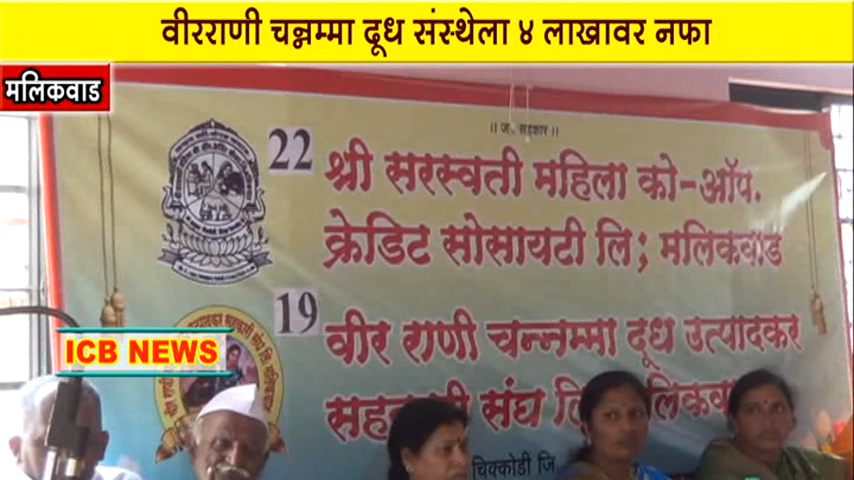 वीरराणी चन्नम्मा दूध संस्थेला ४ लाखावर नफा
मलिकवाड
22 श्री सरस्वती महिला को-ऑप.
क्रेडिट सोसायटी लि; मलिकवाड
19 वीर राणी चन्नम्मा दूध उत्पादकर
ICB NEWS
संघ
चिक्कोडी जि